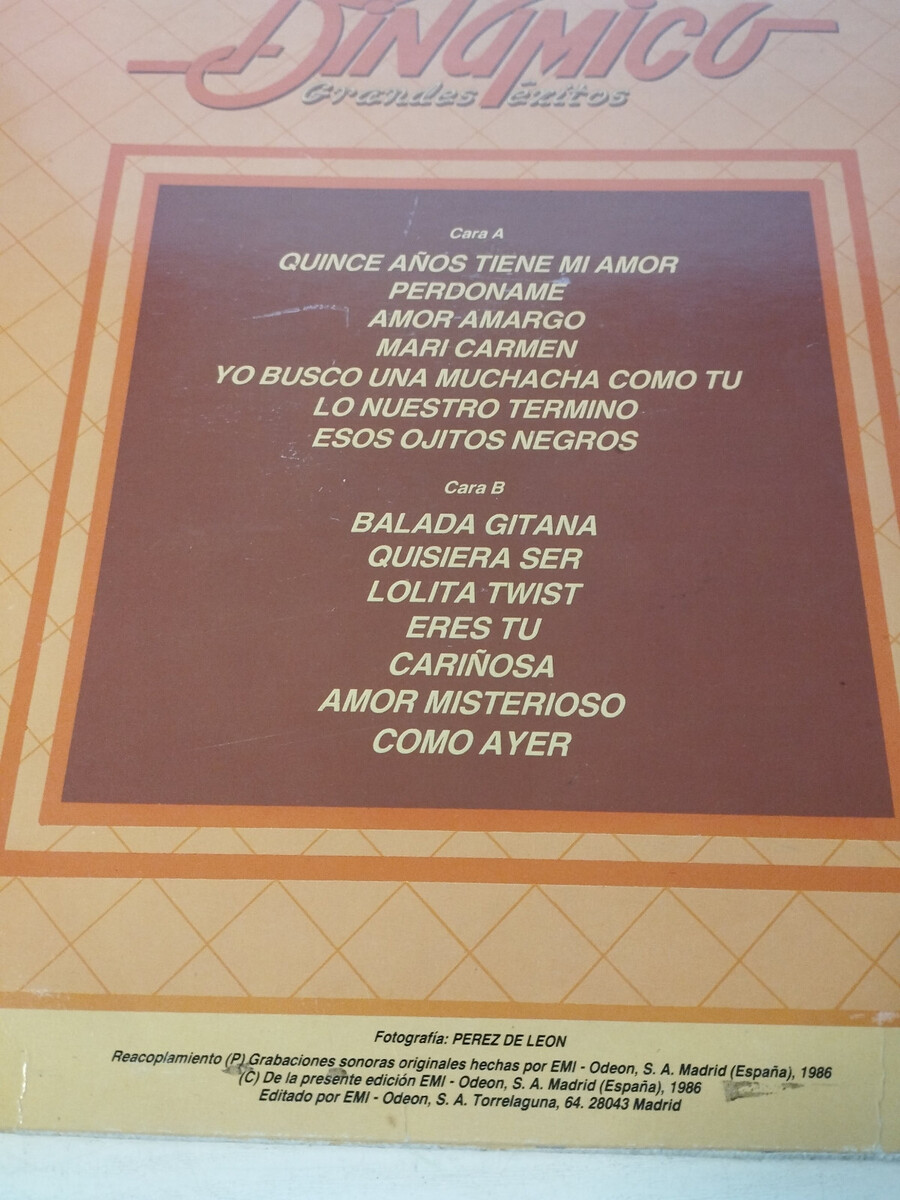 Dinámico
Grandes éxitos
Cara A
QUINCE AÑOS TIENE MI AMOR
PERDONAME
AMOR AMARGO
MARI CARMEN
YO BUSCO UNA MUCHACHA COMO TU
LO NUESTRO TERMINO
ESOS OJITOS NEGROS
Cara B
BALADA GITANA
QUISIERA SER
LOLITA TWIST
ERES TU
CARIÑOSA
AMOR MISTERIOSO
COMO AYER
Fotografía: PEREZ DE LEON
Reacoplamiento (P) Grabaciones sonoras originales hechas por EMI - Odeon, S. A. Madrid (España), 1986
(C) De la presente edición EMI - Odeon, S. A. Madrid (España), 1986
Editado por EMI - Odeon, S. A. Torrelaguna, 64. 28043 Madrid